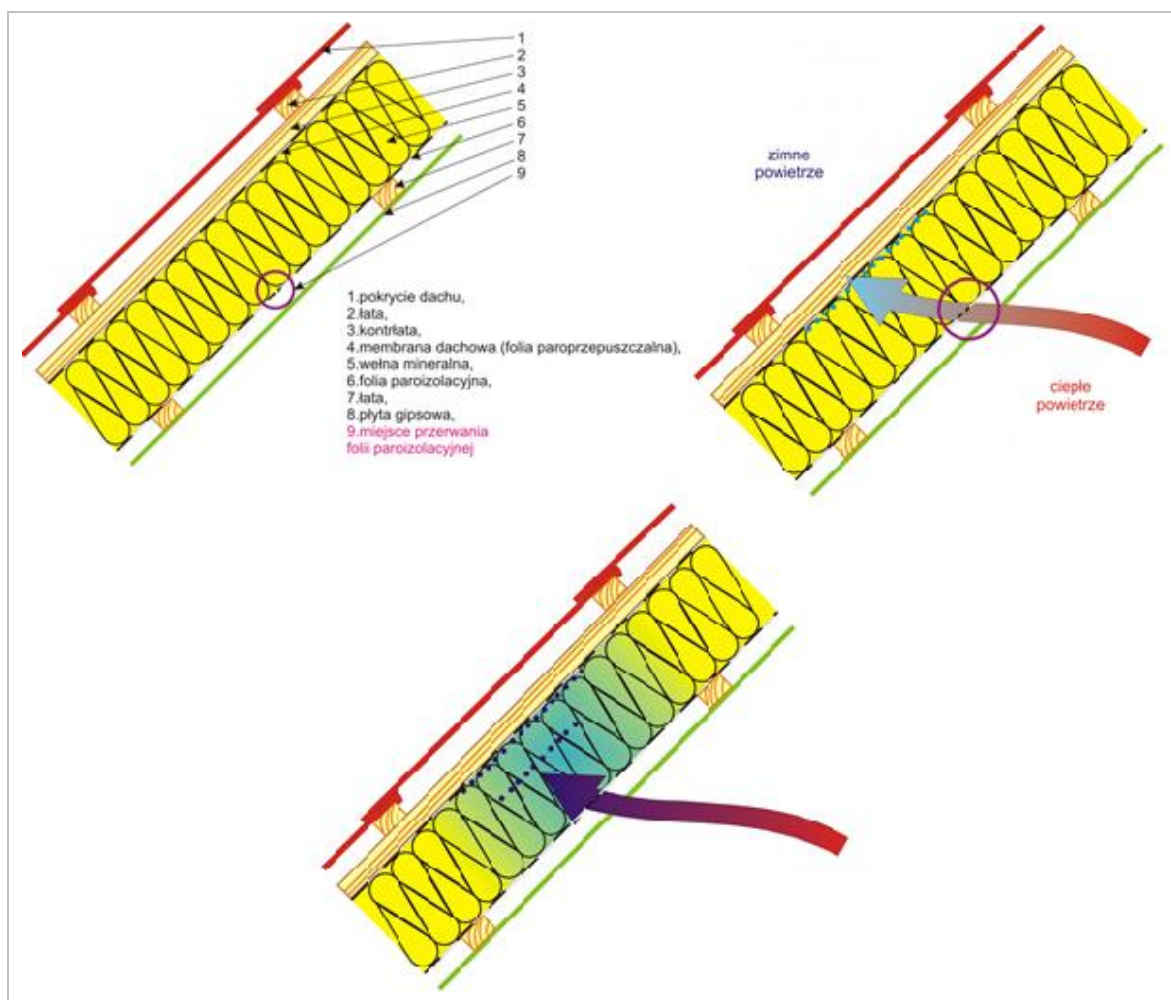 1
2
3
4
5
6
7
8
9
1.pokrycie dachu,
2.łata,
3.kontrłata,
4.membrana dachowa (folia paroprzepuszczalna),
5.wełna mineralna,
6.folia paroizolacyjna,
7.łata,
8.płyta gipsowa,
9.miejsce przerwania
folii paroizolacyjnej
zimne
powietrze
ciepłe
powietrze